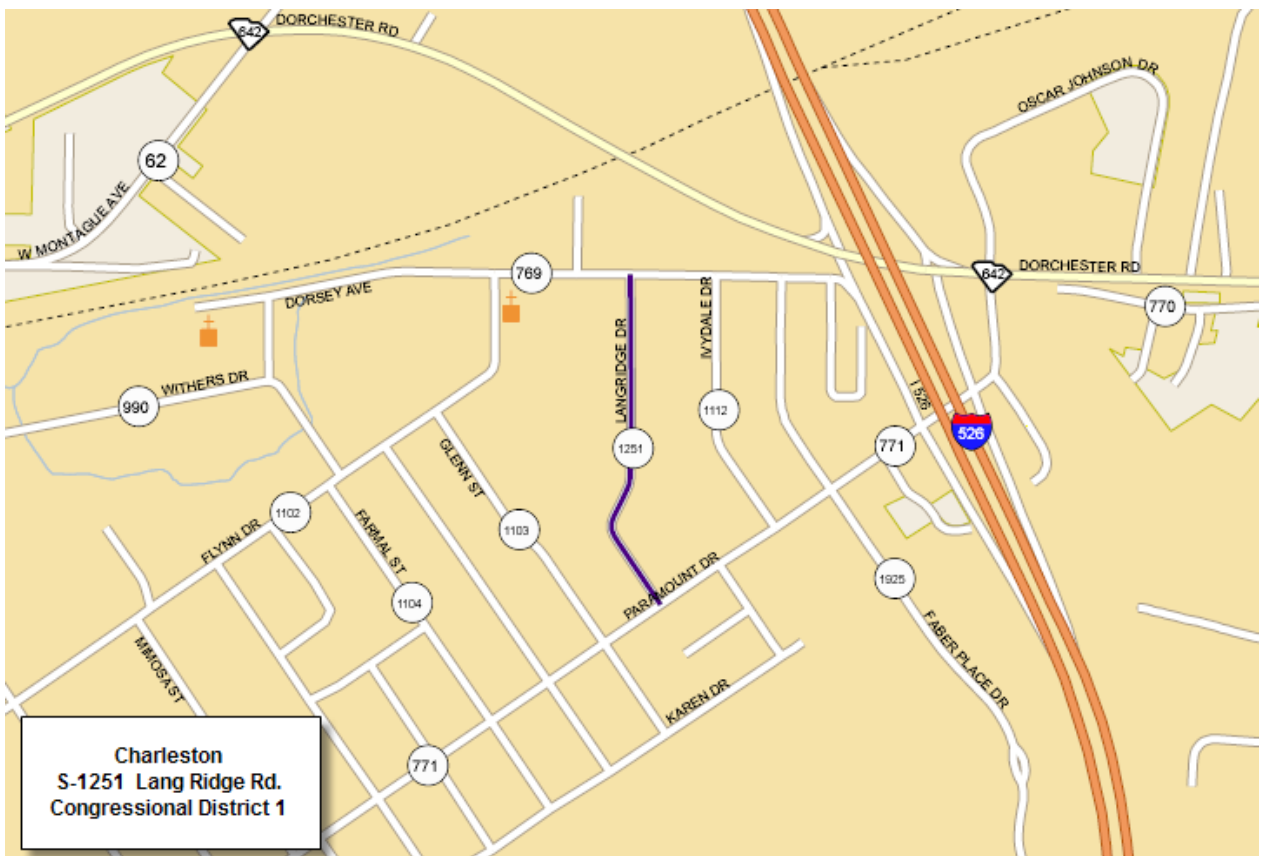 642
DORCHESTER RD
OSCAR JOHNSON DR
62
W MONTAGUE AVE
769
DORSEY AVE
642
DORCHESTER RD
770
LANGRIDGE DR
IVYDALE DR
WITHERS DR
990
I 526
1112
526
771
1251
GLENN ST
1102
1103
FLYNN DR
FARMAL ST
1104
PARAMOUNT DR
1925
FABER PLACE DR
MIMOSA ST
KAREN DR
771
Charleston
S-1251 Lang Ridge Rd.
Congressional District 1